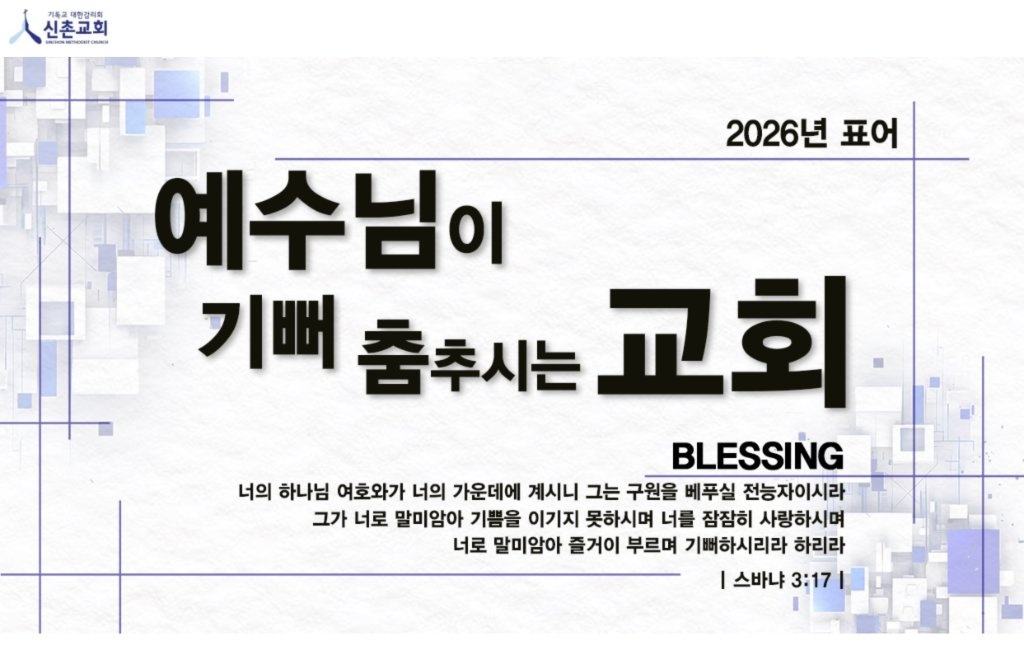 기독교 대한감리회
신촌교회
SINCHON METHODIST CHURCH
2026년 표어
예수님이
기뻐 춤추시는 교회
BLESSING
너의 하나님 여호와가 너의 가운데에 계시니 그는 구원을 베푸실 전능자이시라
그가 너로 말미암아 기쁨을 이기지 못하시며 너를 잠잠히 사랑하시며
너로 말미암아 즐거이 부르며 기뻐하시리라 하리라
| 스바냐 3:17 |